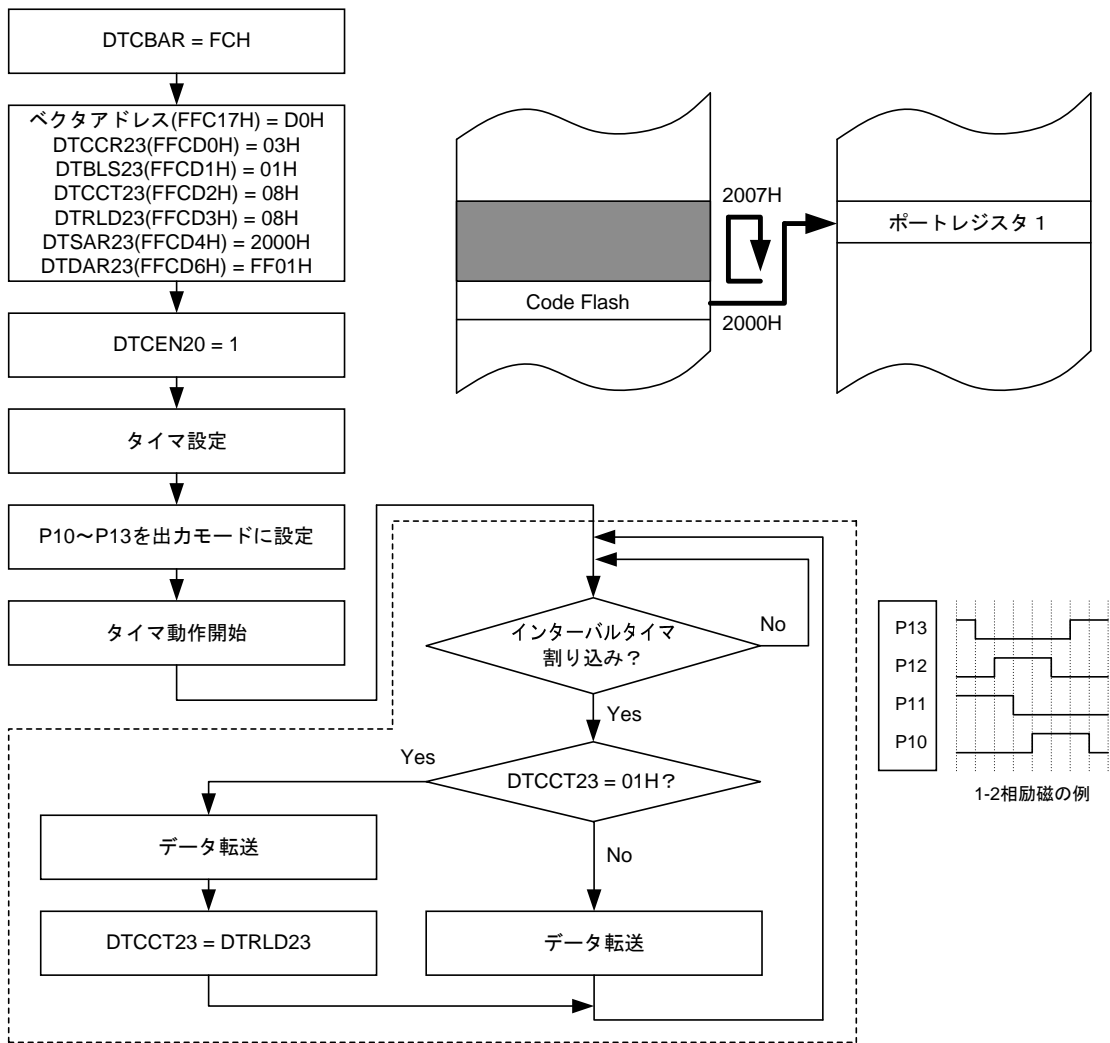 DTCBAR = FCH
ベクタアドレス(FFC17H) = D0H
DTCCR23(FFCD0H) = 03H
DTBLS23(FFCD1H) = 01H
DTCCT23(FFCD2H) = 08H
DTRLD23(FFCD3H) = 08H
DTSAR23(FFCD4H) = 2000H
DTDAR23(FFCD6H) = FF01H
DTCEN20 = 1
タイマ設定
P10～P13を出力モードに設定
タイマ動作開始
2007H
ポートレジスタ 1
Code Flash
2000H
インターバルタイマ
割り込み？
No
Yes
DTCCT23 = 01H？
Yes
No
データ転送
DTCCT23 = DTRLD23
データ転送
P13
P12
P11
P10
1-2相励磁の例